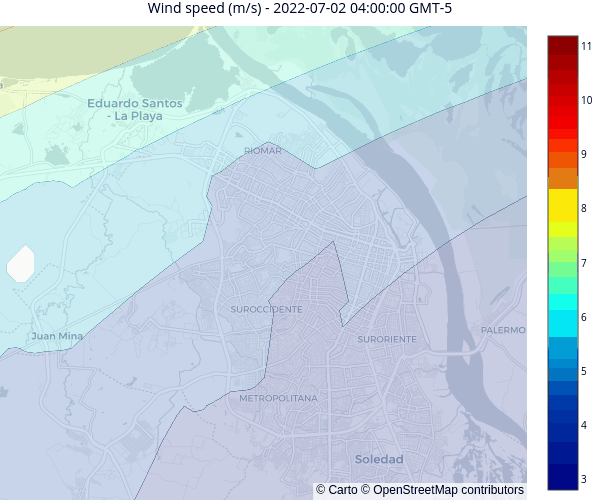 Wind speed (m/s) - 2022-07-02 04:00:00 GMT-5
Eduardo Santos
- La Playa
RIOMAR
Juan Mina
SUROCCIDENTE
SURORIENTE
PALERMO
METROPOLITANA
Soledad
© Carto © OpenStreetMap contributors
11
10
9
8
7
6
5
4
3